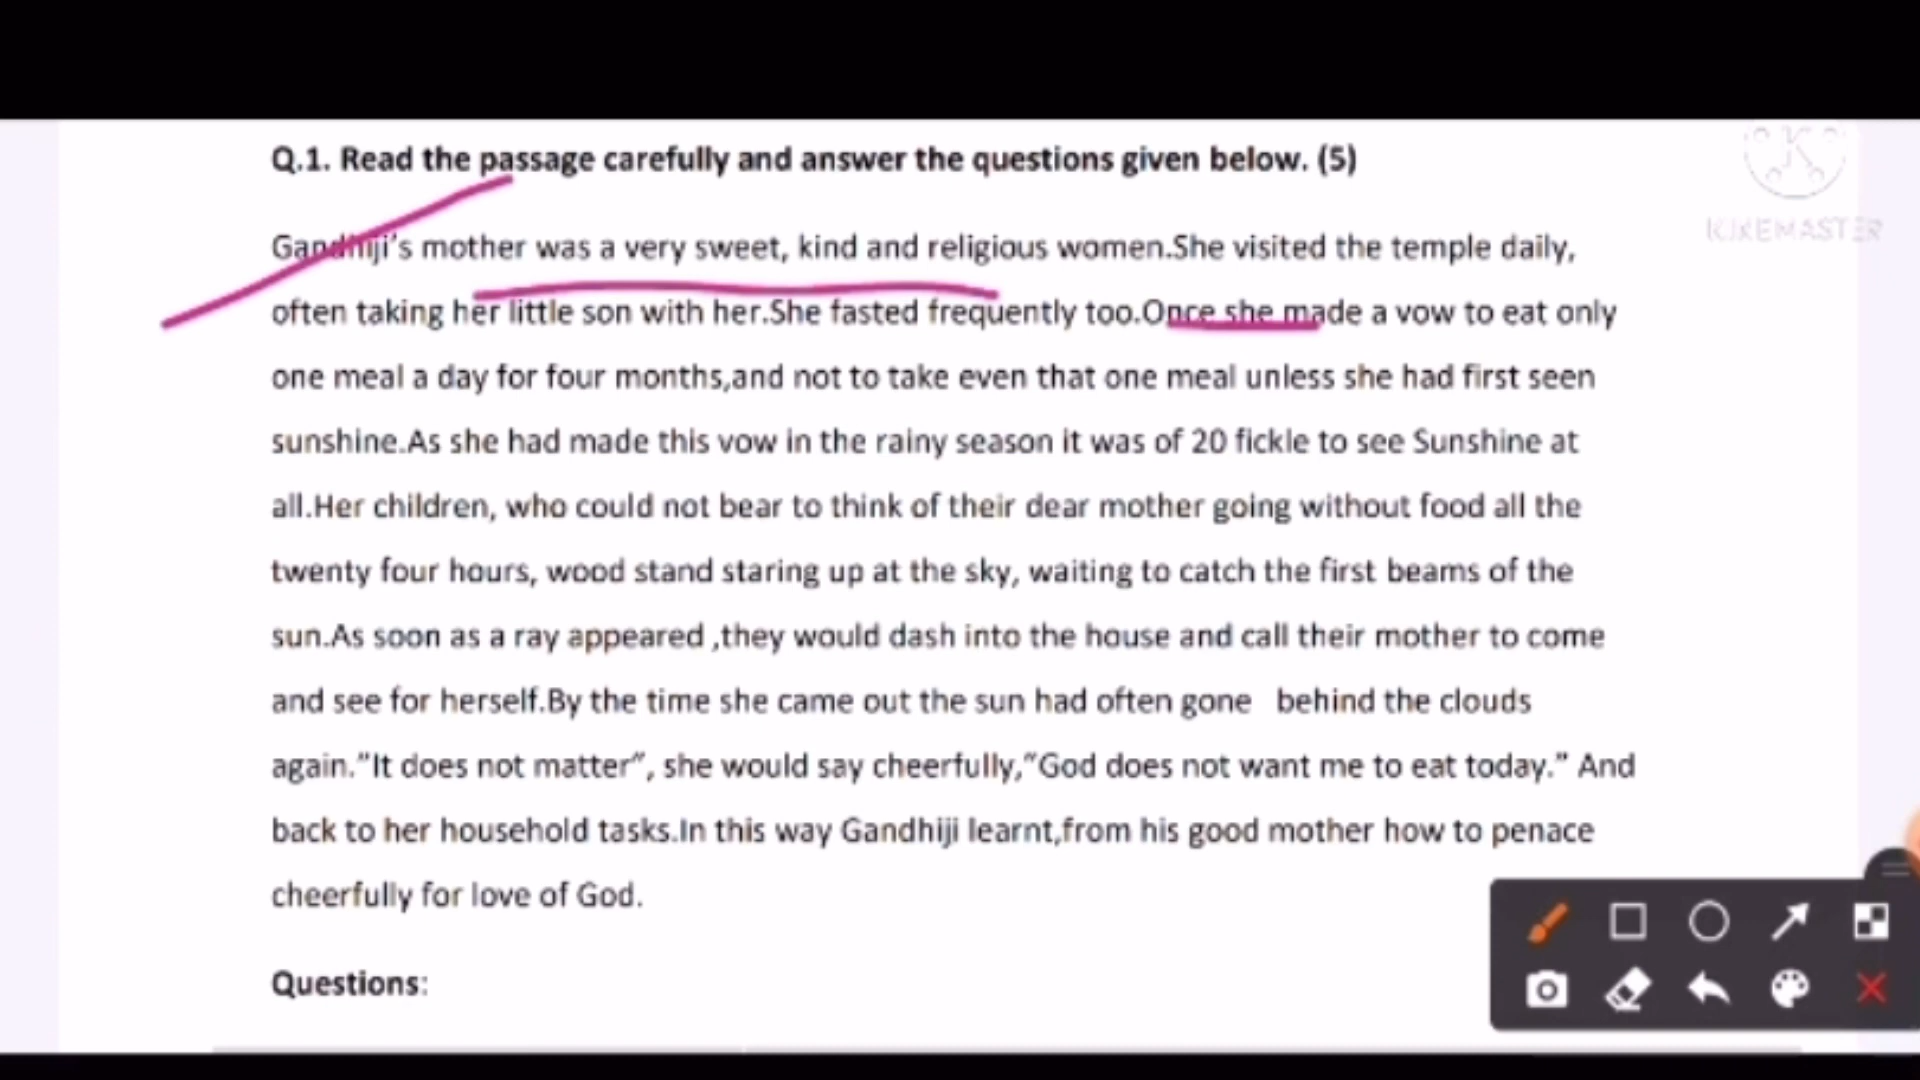 Q.1. Read the passage carefully and answer the questions given below. (5)
KINEMASTER
Gandhiji's mother was a very sweet, kind and religious women.She visited the temple daily,
often taking her little son with her.She fasted frequently too.Once she made a vow to eat only
one meal a day for four months,and not to take even that one meal unless she had first seen
sunshine.As she had made this vow in the rainy season it was of 20 fickle to see Sunshine at
all.Her children, who could not bear to think of their dear mother going without food all the
twenty four hours, wood stand staring up at the sky, waiting to catch the first beams of the
sun.As soon as a ray appeared ,they would dash into the house and call their mother to come
and see for herself.By the time she came out the sun had often gone behind the clouds
again."It does not matter", she would say cheerfully,"God does not want me to eat today." And
back to her household tasks.In this way Gandhiji learnt,from his good mother how to penace
cheerfully for love of God.
Questions: